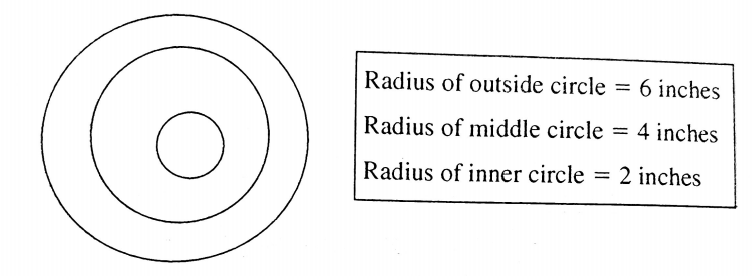 Radius of outside circle = 6 inches
Radius of middle circle = 4 inches
Radius of inner circle = 2 inches